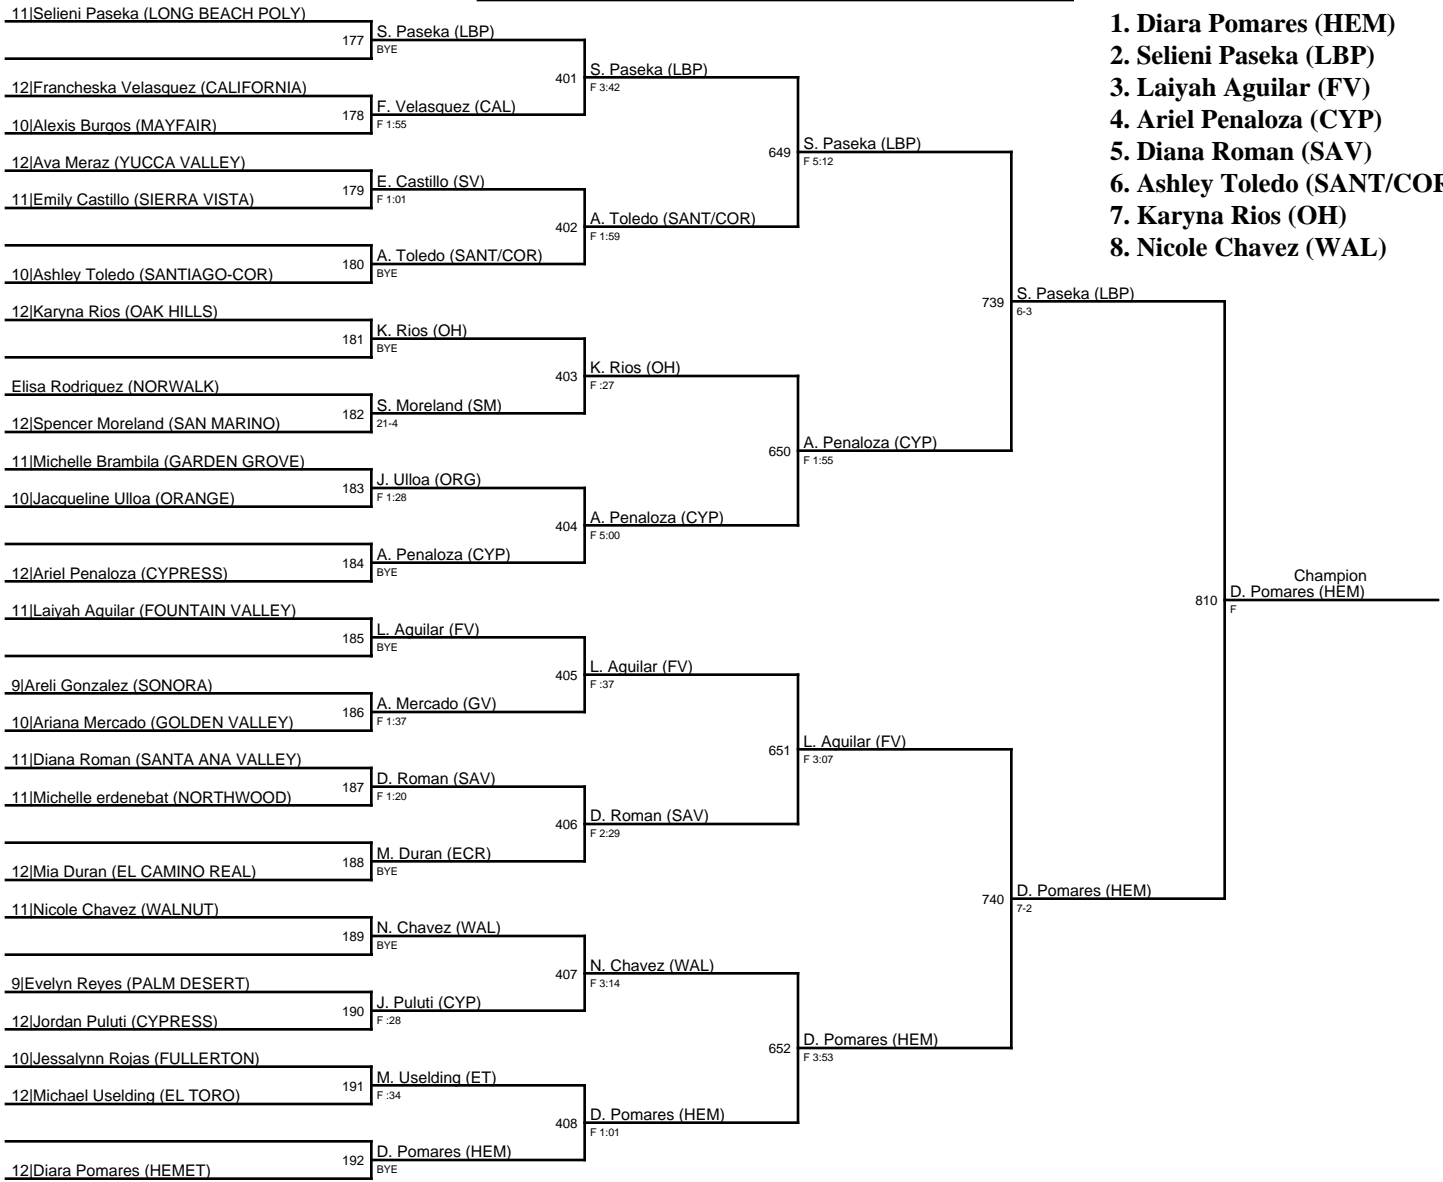 1. Diara Pomares (HEM)
2. Selieni Paseka (LBP)
3. Laiyah Aguilar (FV)
4. Ariel Penaloza (CYP)
5. Diana Roman (SAV)
6. Ashley Toledo (SANT/COR
7. Karyna Rios (OH)
8. Nicole Chavez (WAL)
11|Selieni Paseka (LONG BEACH POLY)
12|Francheska Velasquez (CALIFORNIA)
10|Alexis Burgos (MAYFAIR)
12|Ava Meraz (YUCCA VALLEY)
11|Emily Castillo (SIERRA VISTA)
10|Ashley Toledo (SANTIAGO-COR)
12|Karyna Rios (OAK HILLS)
Elisa Rodriguez (NORWALK)
12|Spencer Moreland (SAN MARINO)
11|Michelle Brambila (GARDEN GROVE)
10|Jacqueline Ulloa (ORANGE)
12|Ariel Penaloza (CYPRESS)
11|Laiyah Aguilar (FOUNTAIN VALLEY)
9|Areli Gonzalez (SONORA)
10|Ariana Mercado (GOLDEN VALLEY)
11|Diana Roman (SANTA ANA VALLEY)
11|Michelle erdenebat (NORTHWOOD)
12|Mia Duran (EL CAMINO REAL)
11|Nicole Chavez (WALNUT)
9|Evelyn Reyes (PALM DESERT)
12|Jordan Puluti (CYPRESS)
10|Jessalynn Rojas (FULLERTON)
12|Michael Uselding (EL TORO)
12|Diara Pomares (HEMET)
177 S. Paseka (LBP)
BYE
178 F. Velasquez (CAL)
F 1:55
179 E. Castillo (SV)
F 1:01
180 A. Toledo (SANT/COR)
BYE
181 K. Rios (OH)
BYE
182 S. Moreland (SM)
21-4
183 J. Ulloa (ORG)
F 1:28
184 A. Penaloza (CYP)
BYE
185 L. Aguilar (FV)
BYE
186 A. Mercado (GV)
F 1:37
187 D. Roman (SAV)
F 1:20
188 M. Duran (ECR)
BYE
189 N. Chavez (WAL)
BYE
190 J. Puluti (CYP)
F :28
191 M. Uselding (ET)
F :34
192 D. Pomares (HEM)
BYE
401 S. Paseka (LBP)
F 3:42
402 A. Toledo (SANT/COR)
F 1:59
403 K. Rios (OH)
F :27
404 A. Penaloza (CYP)
F 5:00
405 L. Aguilar (FV)
F :37
406 D. Roman (SAV)
F 2:29
407 N. Chavez (WAL)
F 3:14
408 D. Pomares (HEM)
F 1:01
649 S. Paseka (LBP)
F 5:12
650 A. Penaloza (CYP)
F 1:55
651 L. Aguilar (FV)
F 3:07
652 D. Pomares (HEM)
F 3:53
739 S. Paseka (LBP)
6-3
740 D. Pomares (HEM)
7-2
Champion
810 D. Pomares (HEM)
F